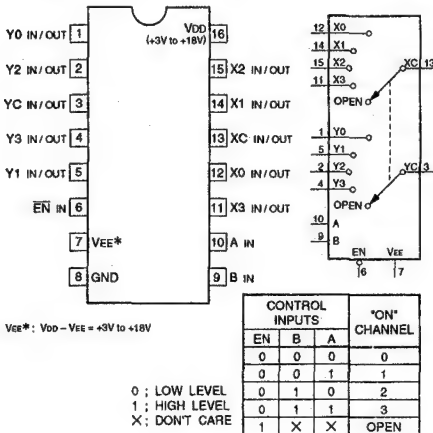 Y0 IN/OUT 1
VDD 16
(+3V to +18V)
Y2 IN/OUT 2
15 X2 IN/OUT
YC IN/OUT 3
14 X1 IN/OUT
Y3 IN/OUT 4
13 XC IN/OUT
Y1 IN/OUT 5
12 X0 IN/OUT
EN IN 6
11 X3 IN/OUT
7 VEE*
10 A IN
8 GND
9 B IN
12 X0
14 X1
15 X2
XC 13
11 X3
OPEN
1 Y0
5 Y1
2 Y2
YC 3
4 Y3
OPEN
10 A
9 B
EN VEE
6 7
VEE*: VDD – VEE = +3V to +18V
0 ; LOW LEVEL
1 ; HIGH LEVEL
X ; DON'T CARE
CONTROL INPUTS "ON" CHANNEL
EN B A
0 0 0 0
0 0 1 1
0 1 0 2
0 1 1 3
1 X X OPEN